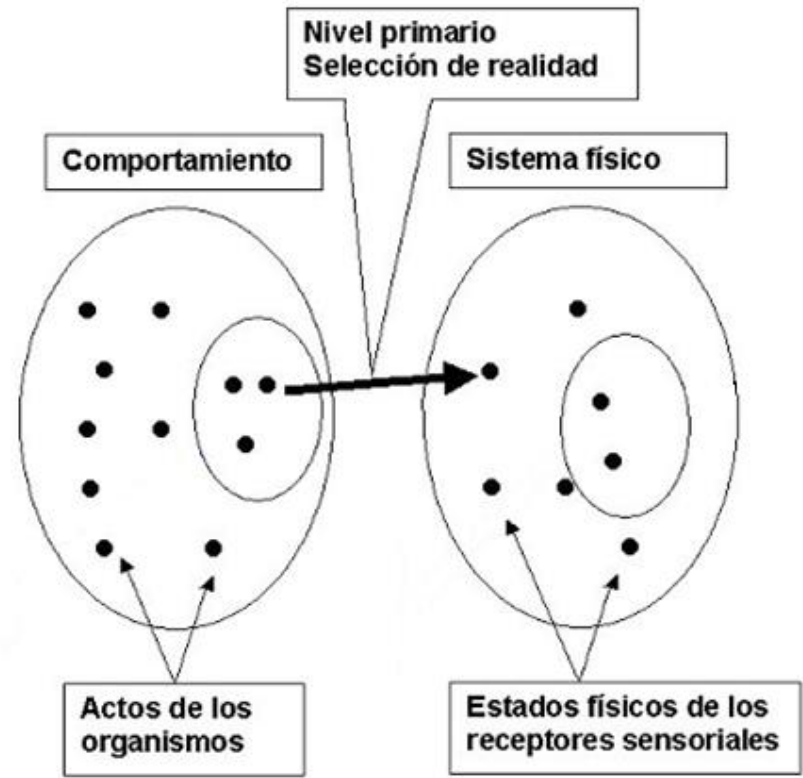 Nivel primario
Selección de realidad
Comportamiento
Sistema físico
Actos de los
organismos
Estados físicos de los
receptores sensoriales